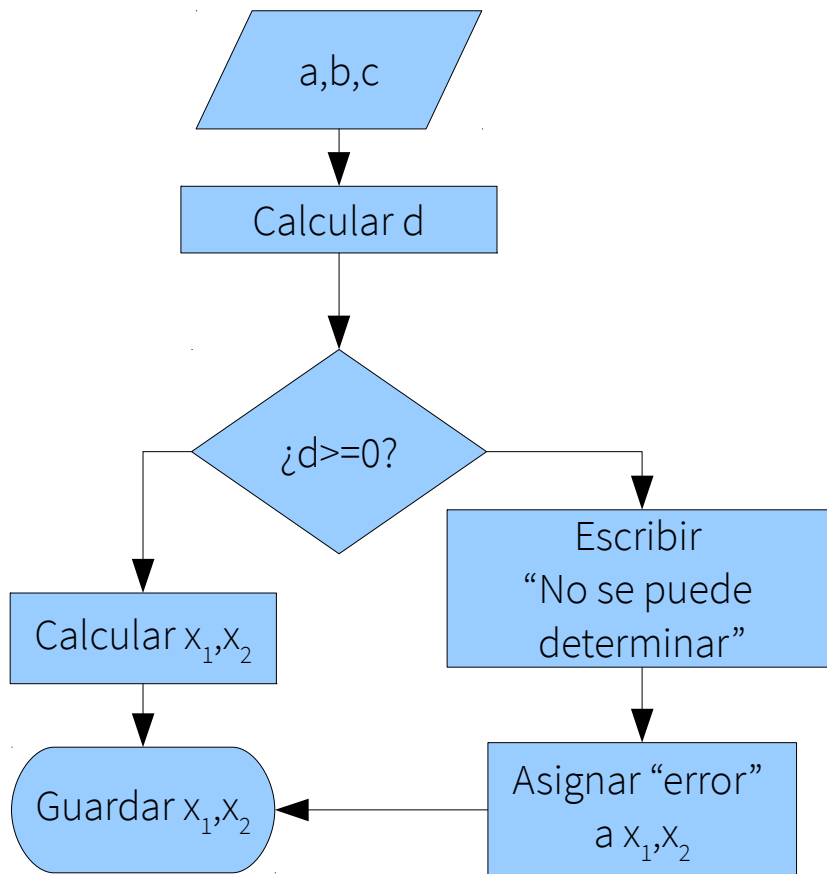 a,b,c
Calcular d
¿d>=0?
Escribir
“No se puede
determinar”
Calcular x₁,x₂
Asignar “error”
a x₁,x₂
Guardar x₁,x₂